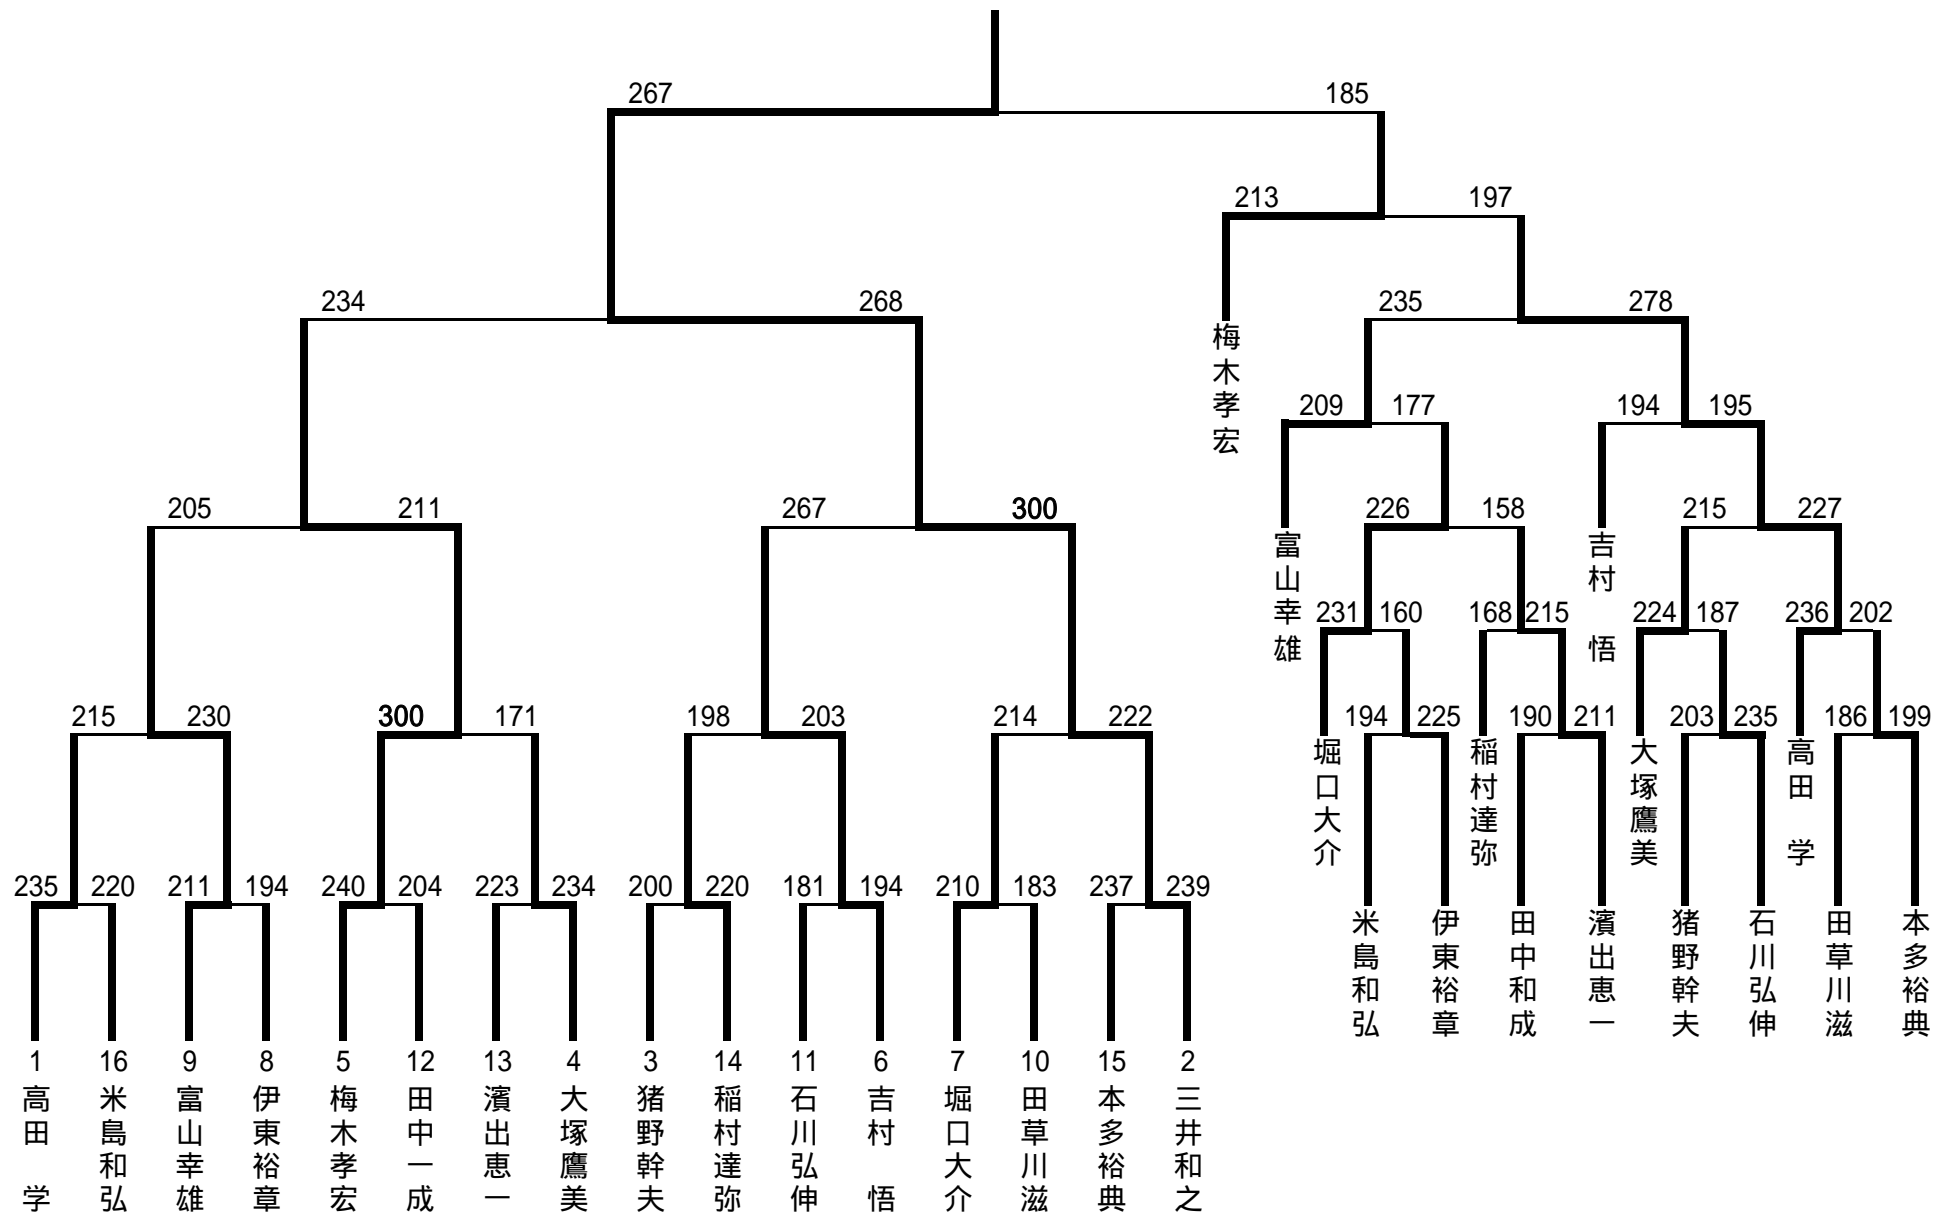 267 185
213 197
234 268 235 278
梅木孝宏
209 177 194 195
205 211 267 300 226 158 215 227
富山幸雄
吉村 悟
231 160 168 215 224 187 236 202
215 230 300 171 198 203 214 222 194 225 190 211 203 235 186 199
堀口大介
稲村達弥
大塚鷹美
高田 学
235 220 211 194 240 204 223 234 200 220 181 194 210 183 237 239
米島和弘
伊東裕章
田中和成
濱出恵一
猪野幹夫
石川弘伸
田草川滋
本多裕典
1 16 9 8 5 12 13 4 3 14 11 6 7 10 15 2
高田 学
米島和弘
富山幸雄
伊東裕章
梅木孝宏
田中一成
濱出恵一
大塚鷹美
猪野幹夫
稲村達弥
石川弘伸
吉村 悟
堀口大介
田草川滋
本多裕典
三井和之